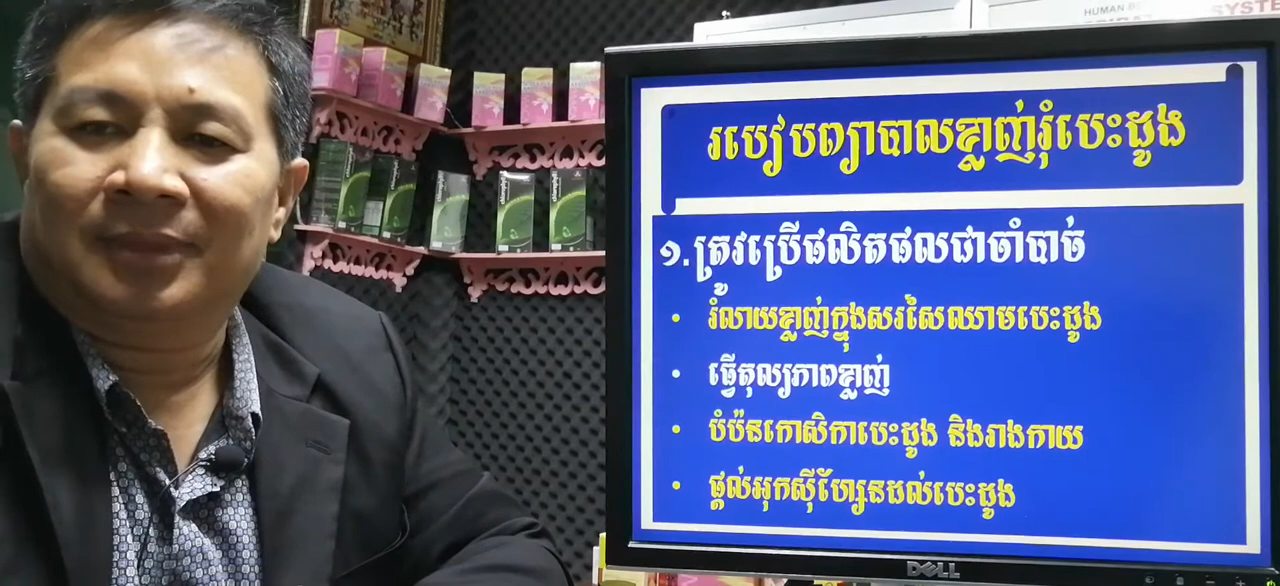 HUMAN
SYSTE
របៀបព្យាបាលខ្លាញ់រុំបេះដូង
១. ត្រូវប្រើផលិតផលជាចាំបាច់
• រំលាយខ្លាញ់ក្នុងសរសៃឈាមបេះដូង
• ធ្វើតុល្យភាពខ្លាញ់
• បំប៉នកោសិកាបេះដូង និងរាងកាយ
• ផ្តល់អុកស៊ីហ្សែនដល់បេះដូង
DELL